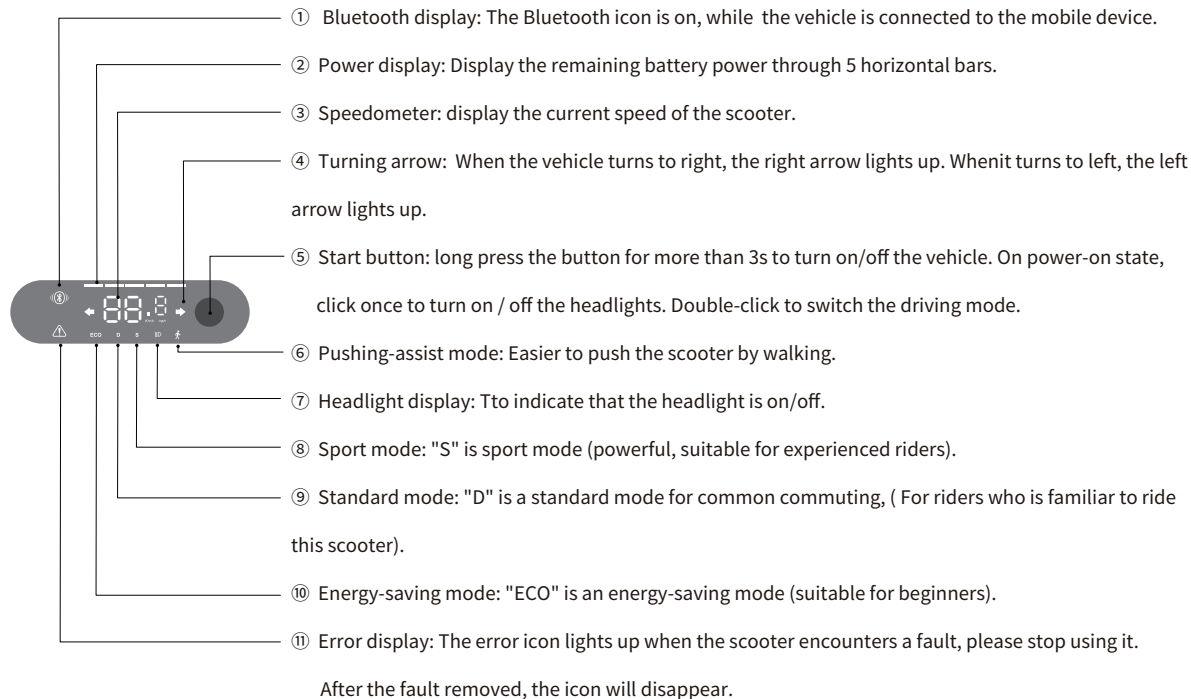 ① Bluetooth display: The Bluetooth icon is on, while the vehicle is connected to the mobile device.
② Power display: Display the remaining battery power through 5 horizontal bars.
③ Speedometer: display the current speed of the scooter.
④ Turning arrow: When the vehicle turns to right, the right arrow lights up. Whenit turns to left, the left
arrow lights up.
⑤ Start button: long press the button for more than 3s to turn on/off the vehicle. On power-on state,
click once to turn on / off the headlights. Double-click to switch the driving mode.
88.8
ECO D S
⑥ Pushing-assist mode: Easier to push the scooter by walking.
⑦ Headlight display: Tto indicate that the headlight is on/off.
⑧ Sport mode: "S" is sport mode (powerful, suitable for experienced riders).
⑨ Standard mode: "D" is a standard mode for common commuting, ( For riders who is familiar to ride
this scooter).
⑩ Energy-saving mode: "ECO" is an energy-saving mode (suitable for beginners).
⑪ Error display: The error icon lights up when the scooter encounters a fault, please stop using it.
After the fault removed, the icon will disappear.